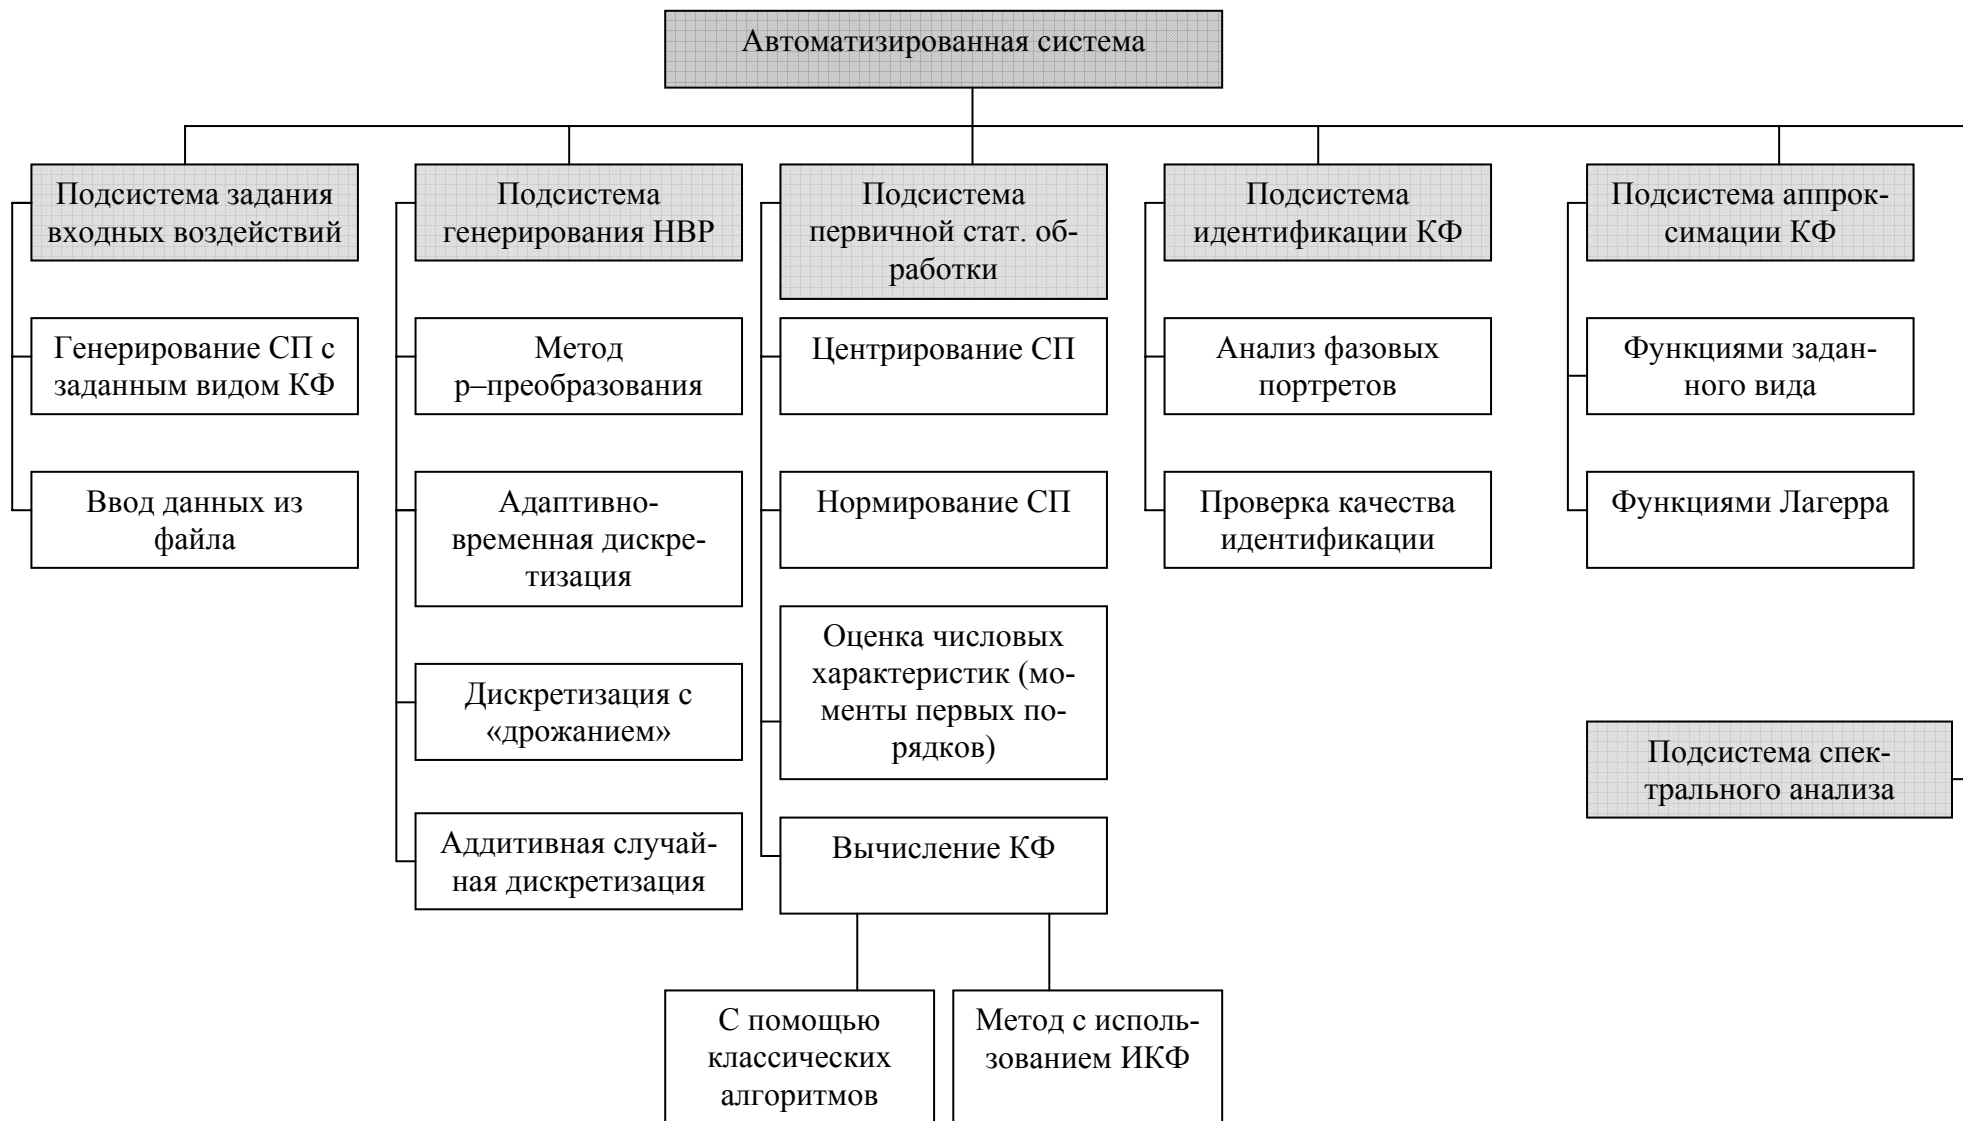 Автоматизированная система
Подсистема задания
входных воздействий
Генерирование СП с
заданным видом КФ
Ввод данных из
файла
Подсистема
генерирования НВР
Метод
р–преобразования
Адаптивно-
временная дискре-
тизация
Дискретизация с
«дрожанием»
Аддитивная случай-
ная дискретизация
Подсистема
первичной стат. об-
работки
Центрирование СП
Нормирование СП
Оценка числовых
характеристик (мо-
менты первых по-
рядков)
Вычисление КФ
С помощью
классических
алгоритмов
Метод с исполь-
зованием ИКФ
Подсистема
идентификации КФ
Анализ фазовых
портретов
Проверка качества
идентификации
Подсистема аппрок-
симации КФ
Функциями задан-
ного вида
Функциями Лагерра
Подсистема спек-
трального анализа